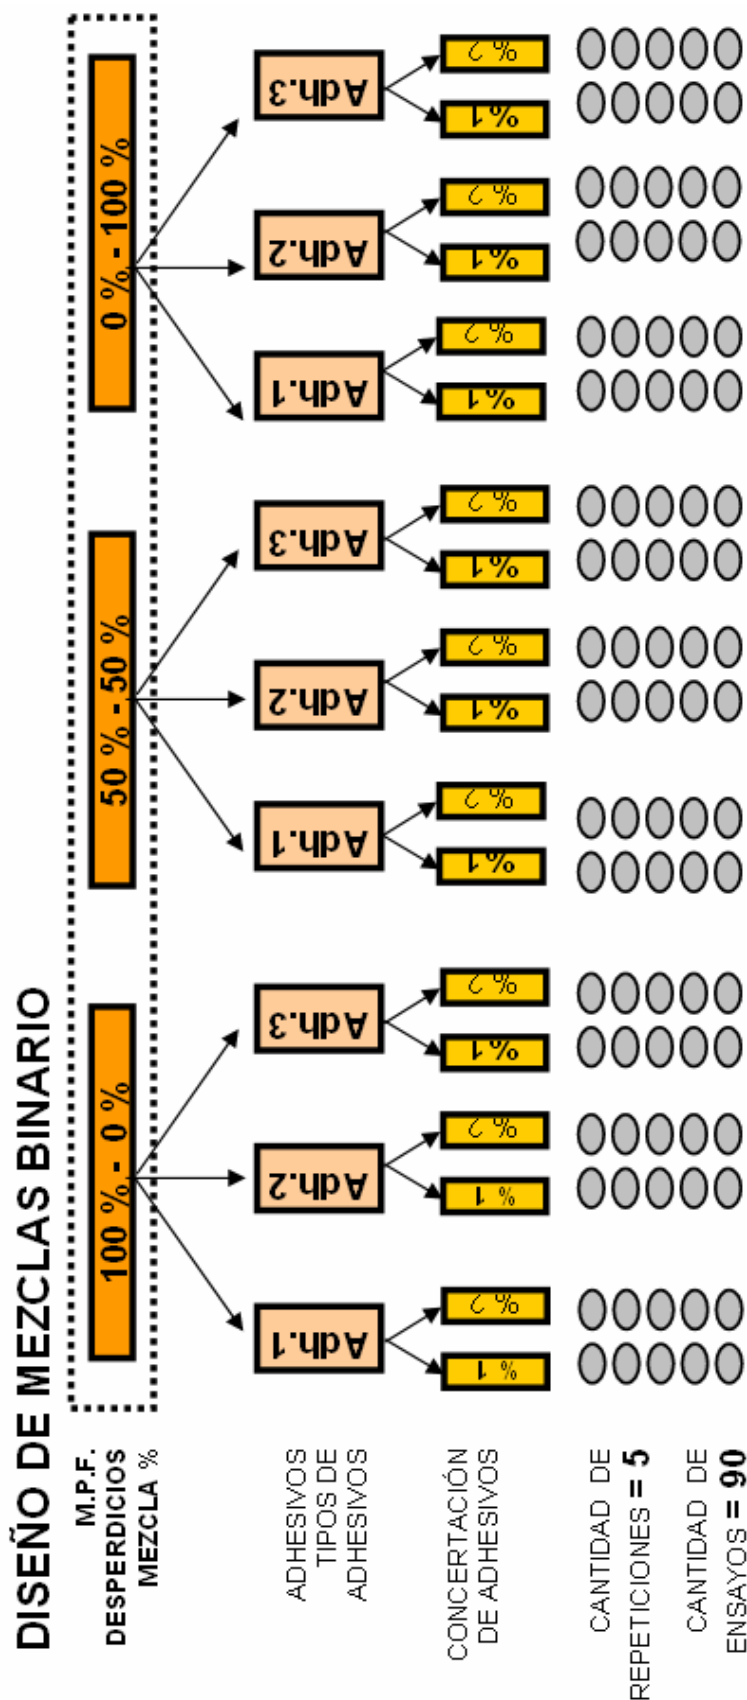 DISEÑO DE MEZCLAS BINARIO
M.P.F.
DESPERDICIOS
MEZCLA %
100 % - 0 %
50 % - 50 %
0 % - 100 %
ADHESIVOS
TIPOS DE
ADHESIVOS
Adh.1
Adh.2
Adh.3
Adh.1
Adh.2
Adh.3
Adh.1
Adh.2
Adh.3
CONCERTACIÓN
DE ADHESIVOS
% 1
% 2
% 1
% 2
%1
% 2
%1
% 2
%1
% 2
%1
% 2
%1
% 2
%1
% 2
%1
% 2
CANTIDAD DE
REPETICIONES = 5
CANTIDAD DE
ENSAYOS = 90